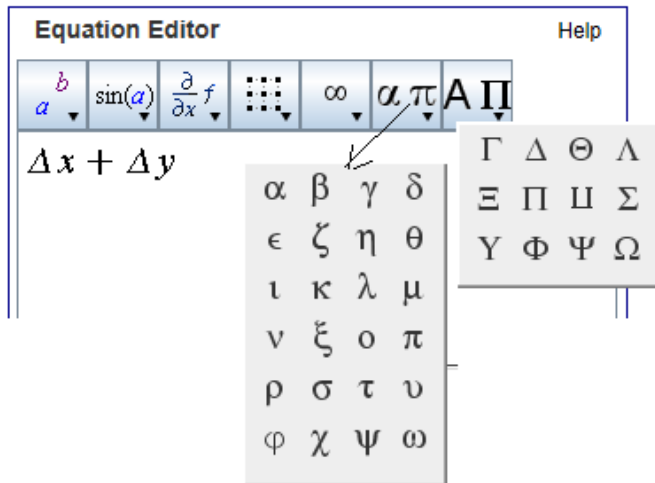 Equation Editor Help
a b sin(a) ∂/∂x f ∞ α π Α Π
Δx + Δy
Γ Δ Θ Λ
Ξ Π Ш Σ
Υ Φ Ψ Ω
α β γ δ
ϵ ζ η θ
ι κ λ μ
ν ξ ο π
ρ σ τ υ
φ χ ψ ω